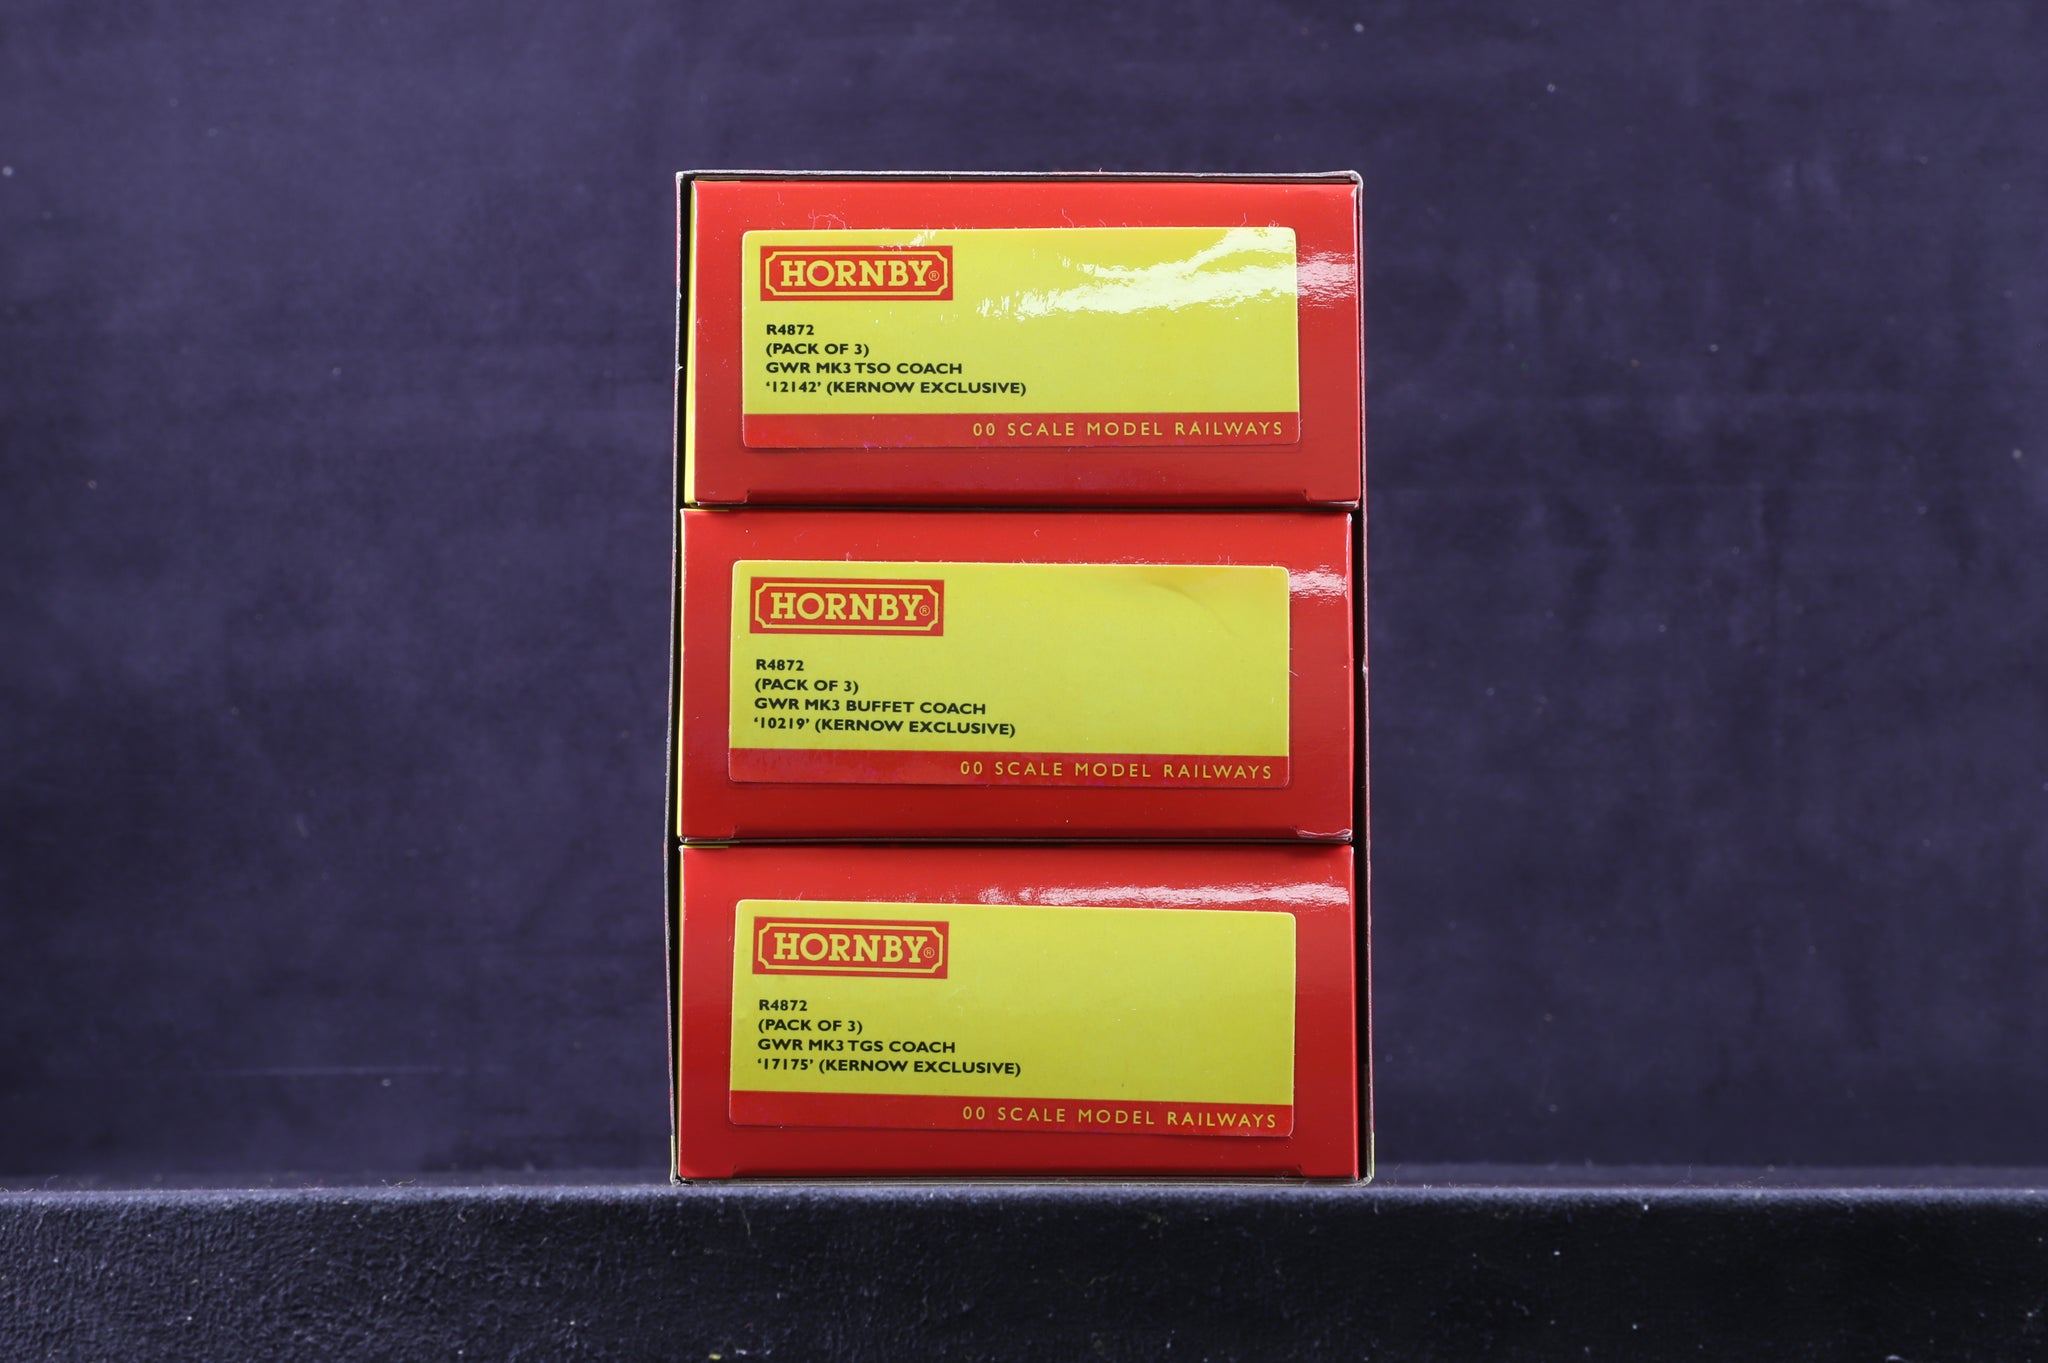 HORNBY®
R4872
(PACK OF 3)
GWR MK3 TSO COACH
‘12142’ (KERNOW EXCLUSIVE)
00 SCALE MODEL RAILWAYS
HORNBY®
R4872
(PACK OF 3)
GWR MK3 BUFFET COACH
‘10219’ (KERNOW EXCLUSIVE)
00 SCALE MODEL RAILWAYS
HORNBY®
R4872
(PACK OF 3)
GWR MK3 TGS COACH
‘17175’ (KERNOW EXCLUSIVE)
00 SCALE MODEL RAILWAYS